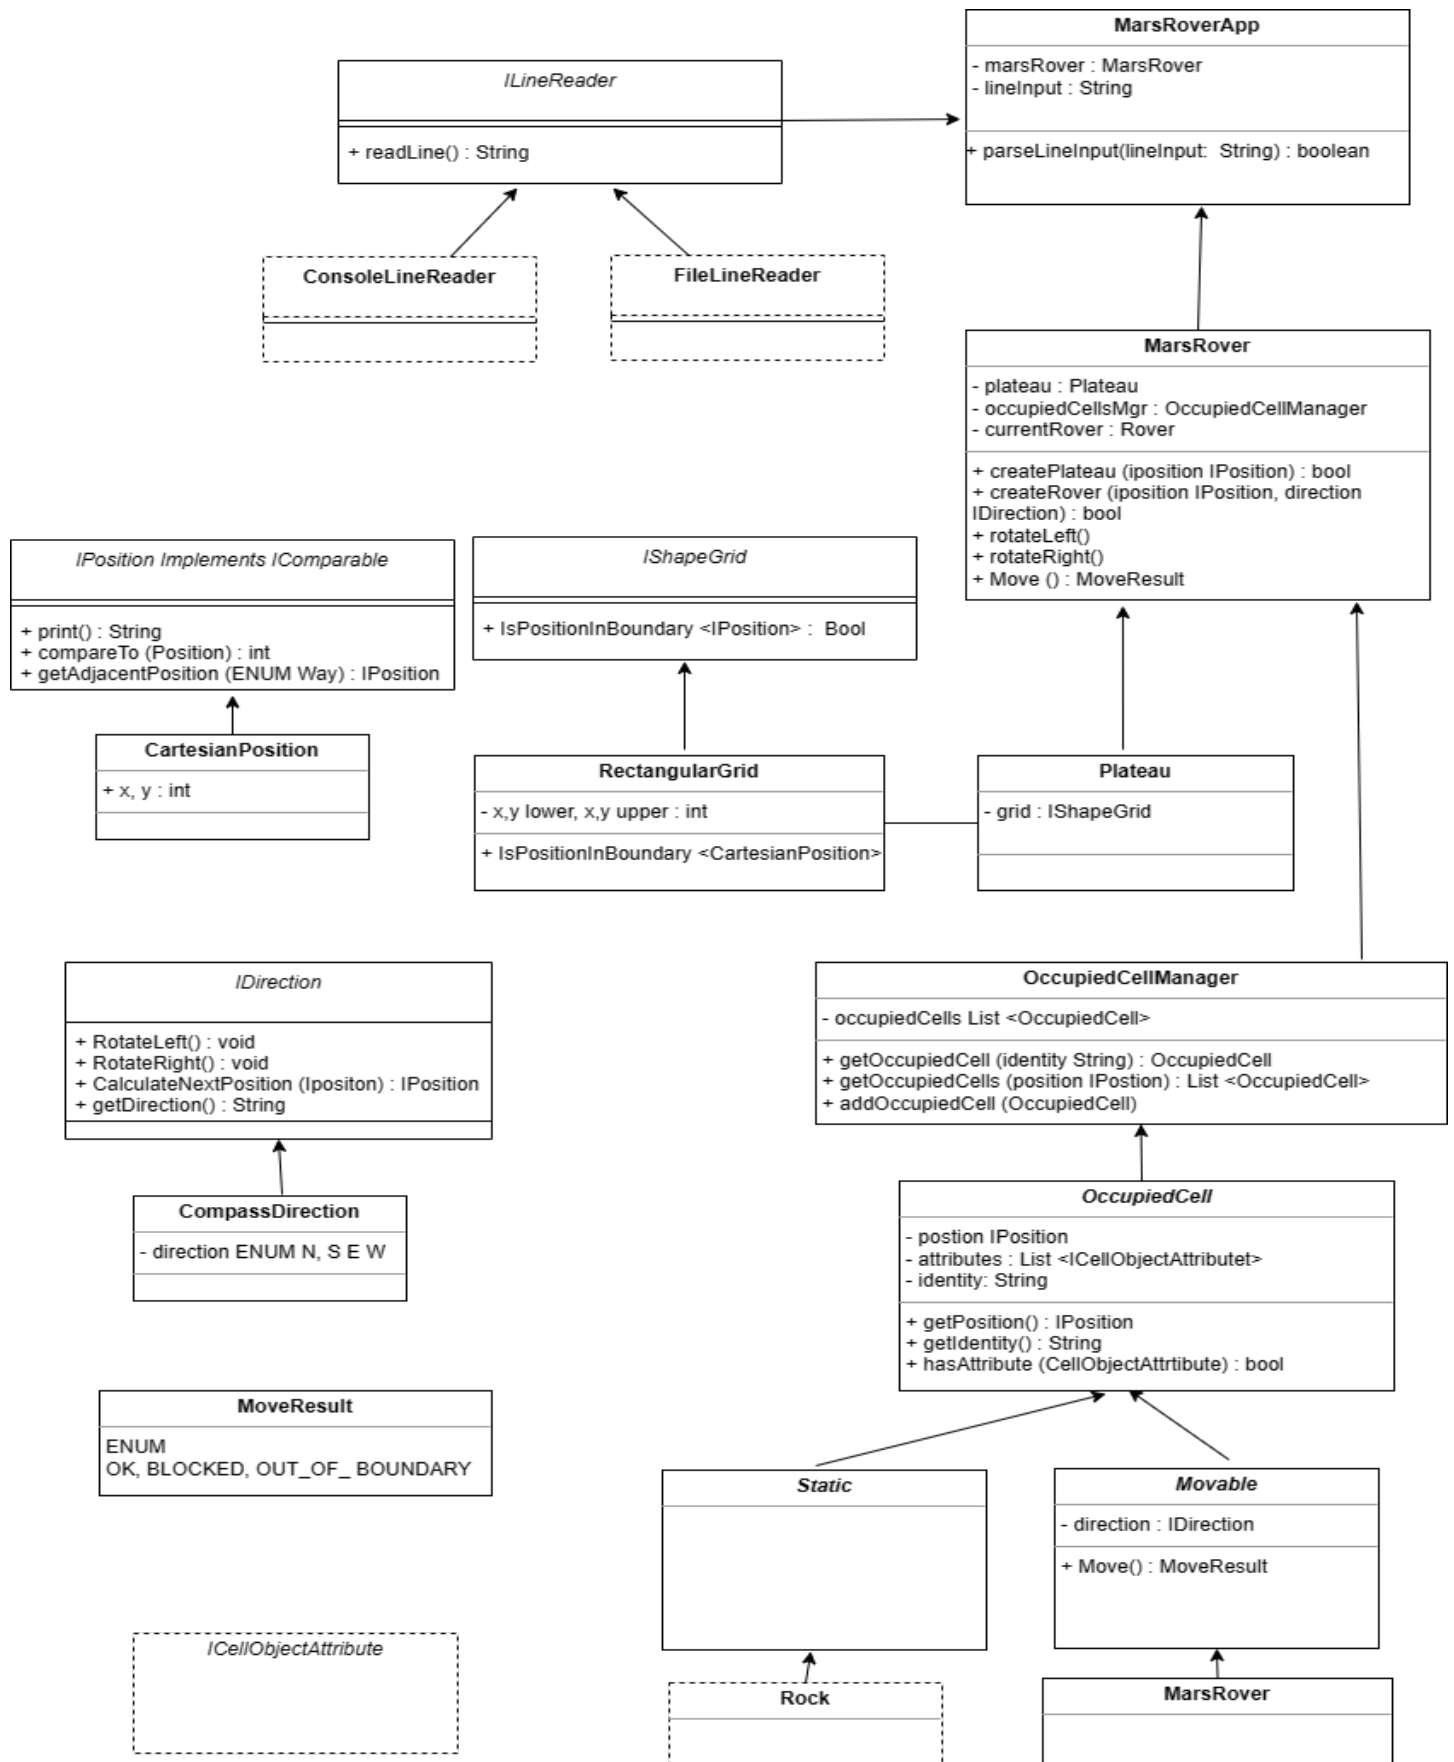 MarsRoverApp
- marsRover : MarsRover
- lineInput : String
+ parseLineInput(lineInput:  String) : boolean
ILineReader
+ readLine() : String
ConsoleLineReader
FileLineReader
MarsRover
- plateau : Plateau
- occupiedCellsMgr : OccupiedCellManager
- currentRover : Rover
+ createPlateau (iposition IPosition) : bool
+ createRover (iposition IPosition, direction
IDirection) : bool
+ rotateLeft()
+ rotateRight()
+ Move () : MoveResult
IPosition Implements IComparable
+ print() : String
+ compareTo (Position) : int
+ getAdjacentPosition (ENUM Way) : IPosition
IShapeGrid
+ IsPositionInBoundary <IPosition> :  Bool
CartesianPosition
+ x, y : int
RectangularGrid
- x,y lower, x,y upper : int
+ IsPositionInBoundary <CartesianPosition>
Plateau
- grid : IShapeGrid
IDirection
+ RotateLeft() : void
+ RotateRight() : void
+ CalculateNextPosition (Ipositon) : IPosition
+ getDirection() : String
OccupiedCellManager
- occupiedCells List <OccupiedCell>
+ getOccupiedCell (identity String) : OccupiedCell
+ getOccupiedCells (position IPostion) : List <OccupiedCell>
+ addOccupiedCell (OccupiedCell)
CompassDirection
- direction ENUM N, S E W
OccupiedCell
- postion IPosition
- attributes : List <ICellObjectAttributet>
- identity: String
+ getPosition() : IPosition
+ getIdentity() : String
+ hasAttribute (CellObjectAttrtibute) : bool
MoveResult
ENUM
OK, BLOCKED, OUT_OF_ BOUNDARY
Static
Movable
- direction : IDirection
+ Move() : MoveResult
ICellObjectAttribute
Rock
MarsRover